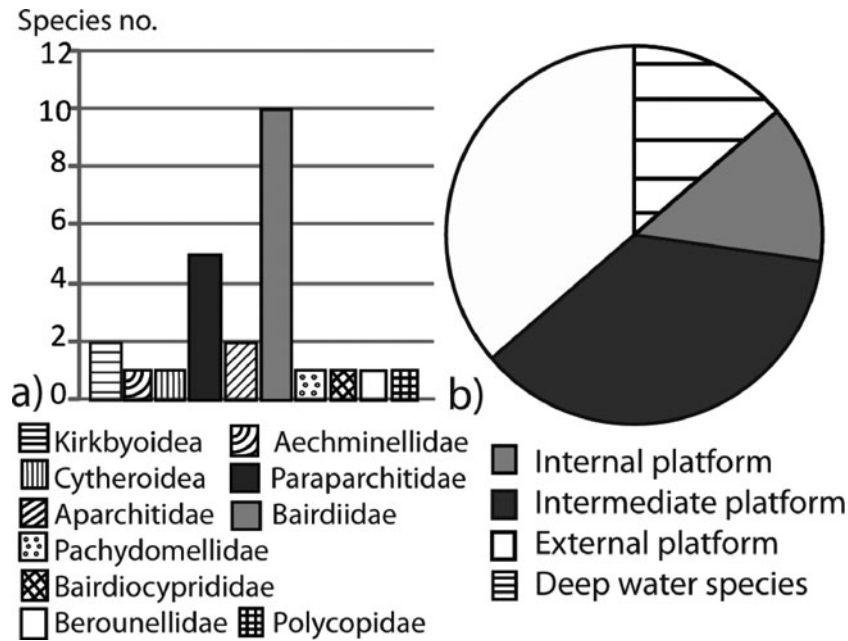 Species no.
12
10
8
6
4
2
0
a)
b)
Kirkbyoidea
Aechminellidae
Cytheroidea
Paraparchitidae
Aparchitidae
Bairdiidae
Pachydomellidae
Bairdiocyprididae
Berounellidae
Polycopidae
Internal platform
Intermediate platform
External platform
Deep water species